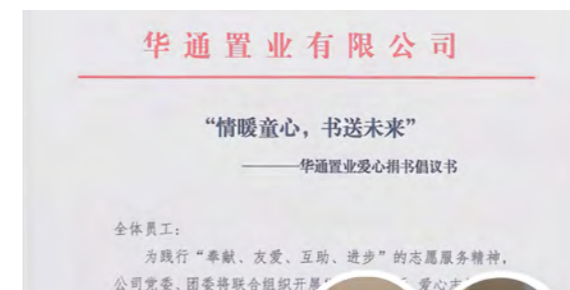 华通置业有限公司
“情暖童心，书送未来”
———华通置业爱心捐书倡议书
全体员工：
为践行“奉献、友爱、互助、进步”的志愿服务精神，
公司党委、团委将联合组织开展
爱心